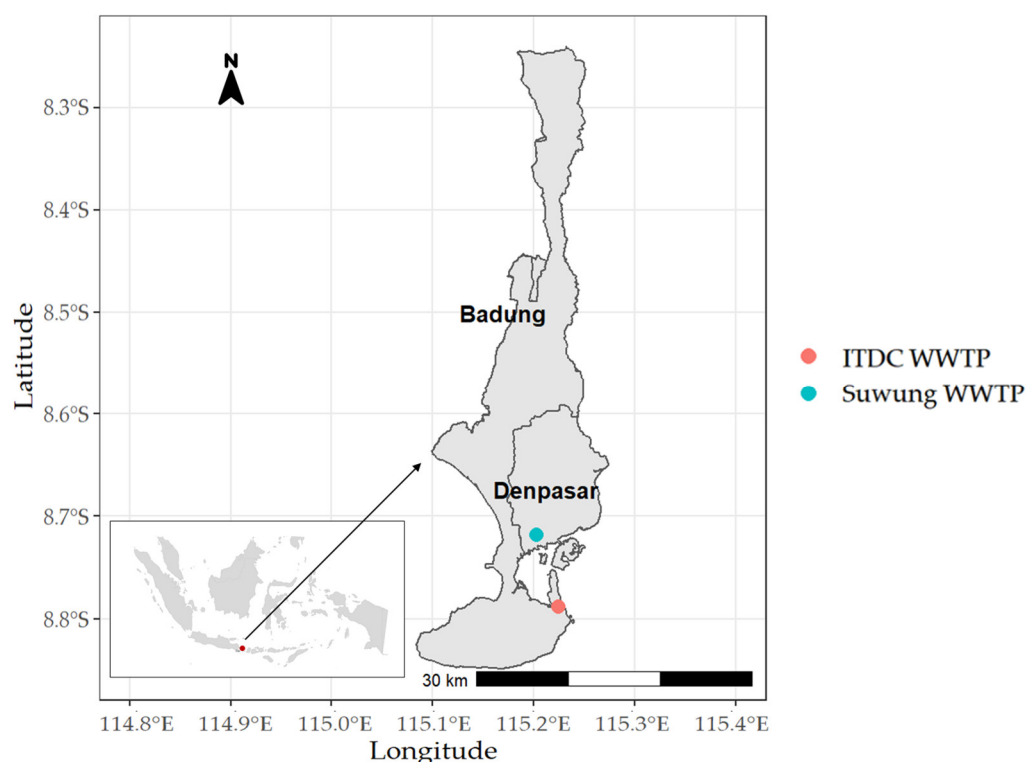 N
8.3°S
8.4°S
8.5°S
8.6°S
8.7°S
8.8°S
Latitude
Badung
Denpasar
30 km
114.8°E 114.9°E 115.0°E 115.1°E 115.2°E 115.3°E 115.4°E
Longitude
ITDC WWTP
Suwung WWTP